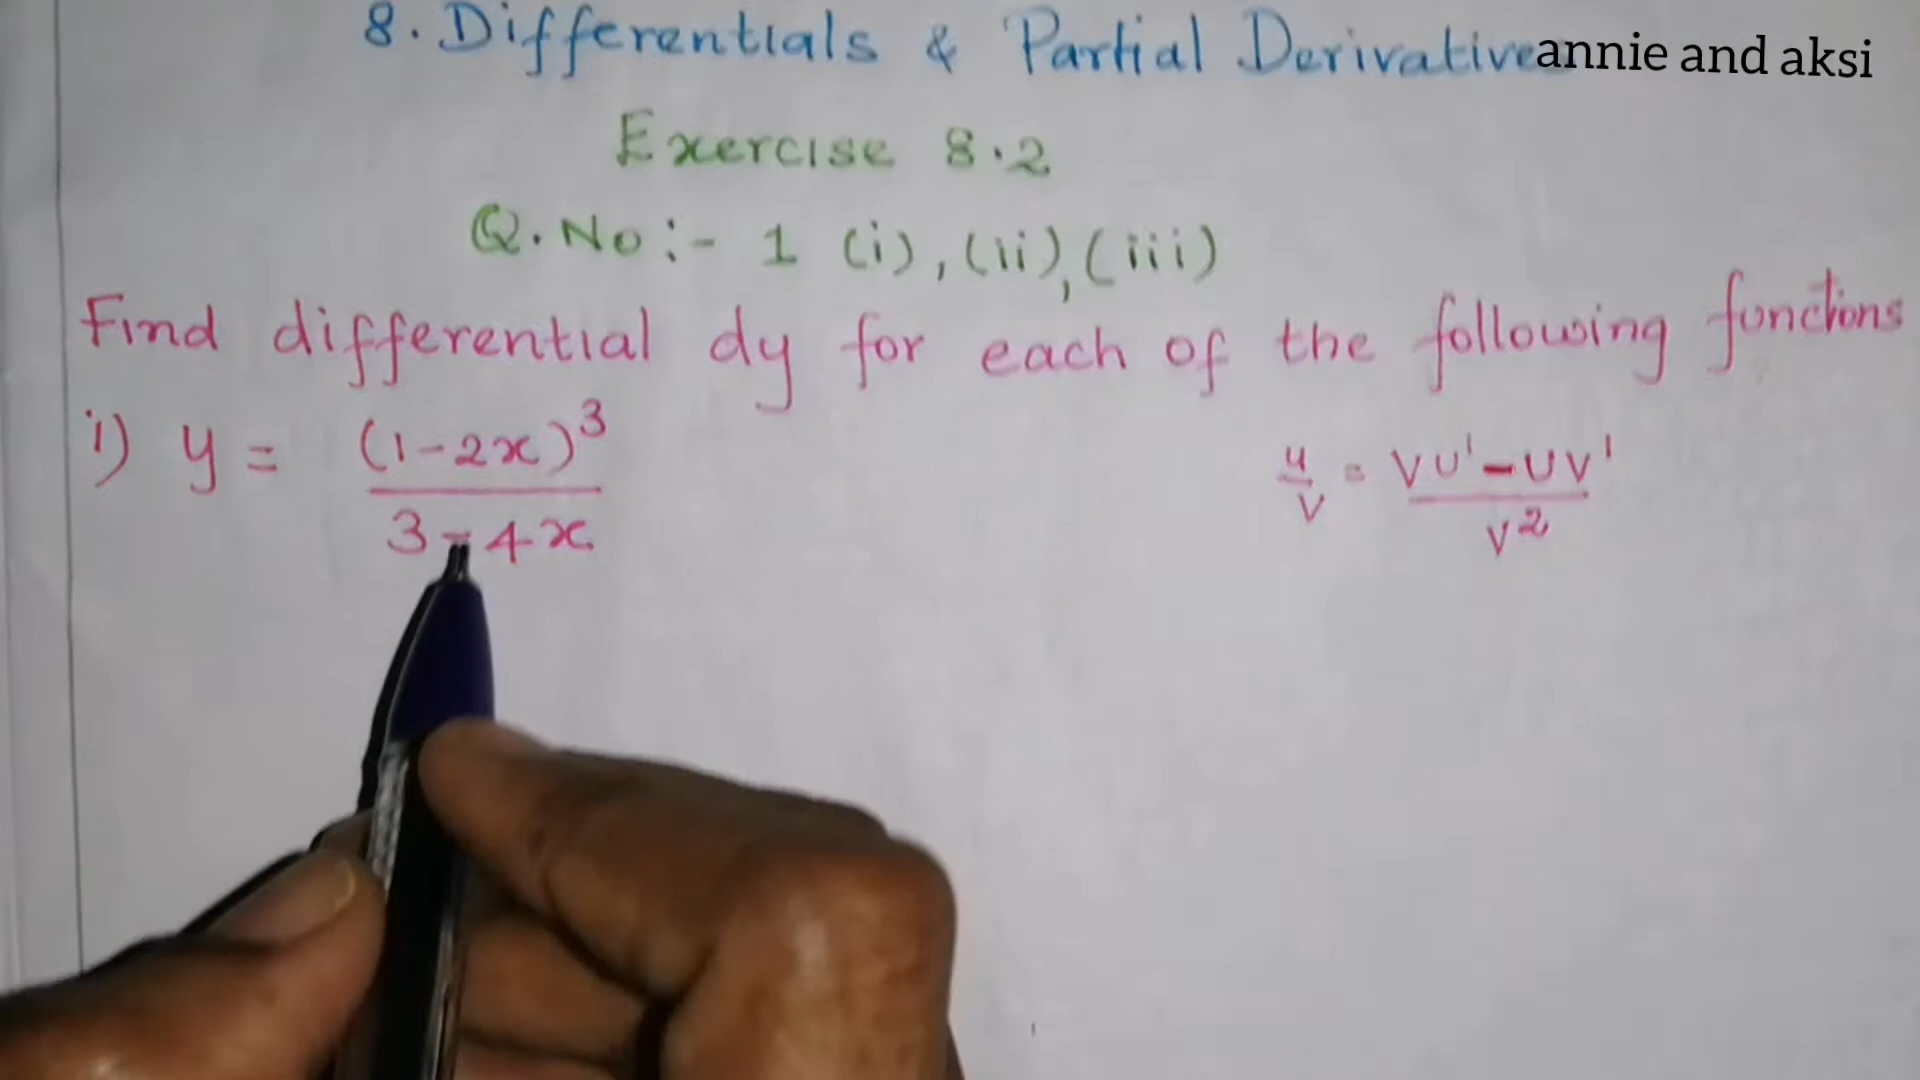 8. Differentials & Partial Derivatives
annie and aksi
Exercise 8.2
Q. No :- 1 (i), (ii), (iii)
Find differential dy for each of the following functions
i) y = (1-2x)^3 / 3-4x
u/v = VU'-UV' / V^2